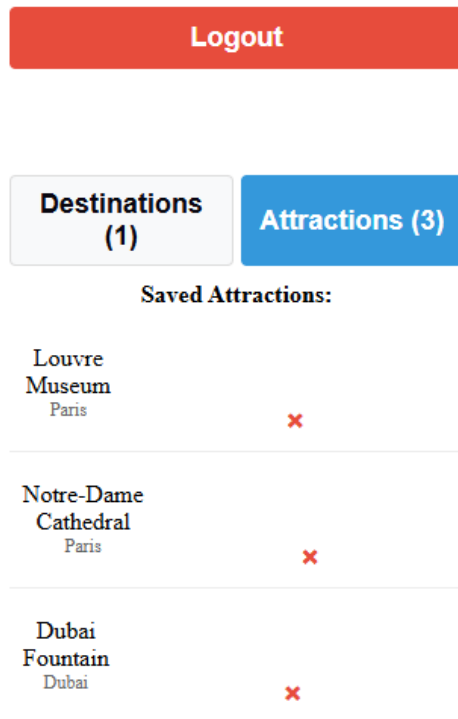 Logout
Destinations
(1)
Attractions (3)
Saved Attractions:
Louvre
Museum
Paris
Notre-Dame
Cathedral
Paris
Dubai
Fountain
Dubai